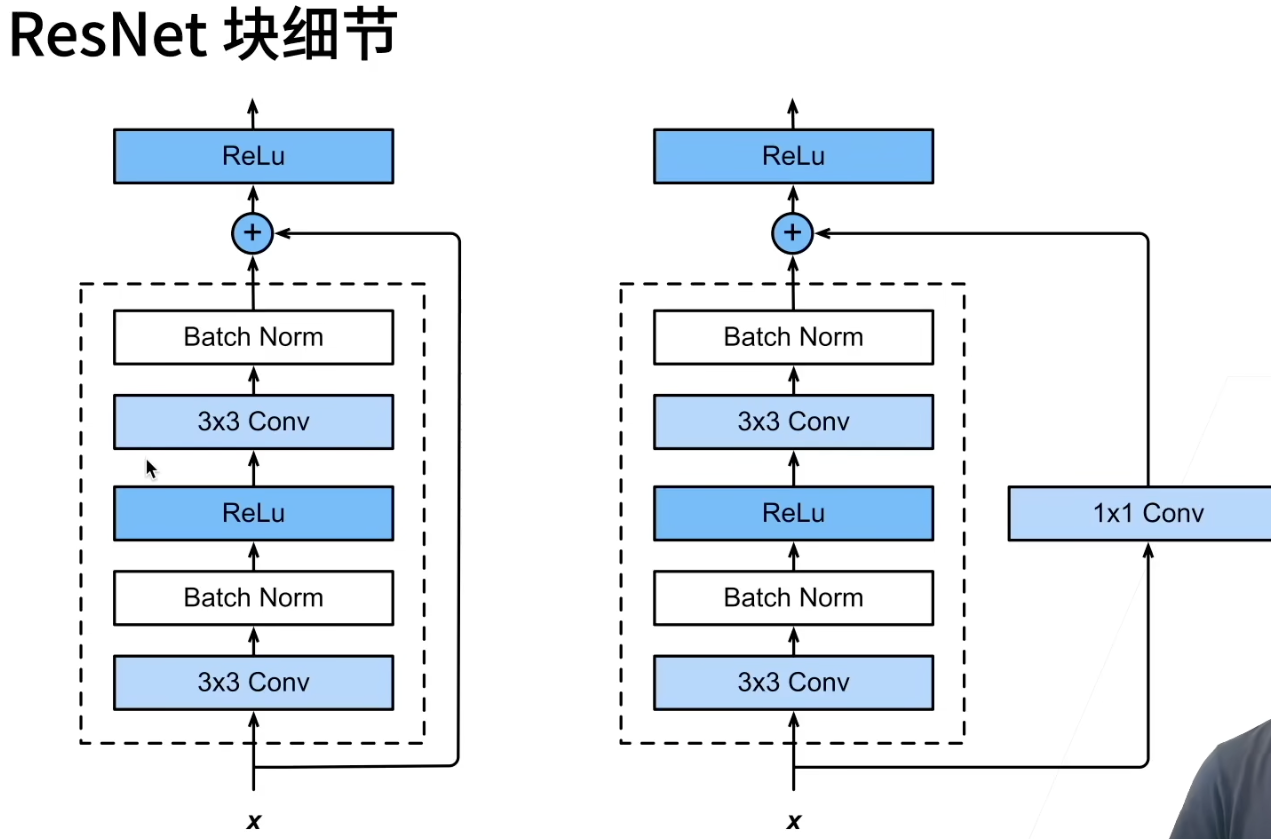 ResNet 块细节
ReLu
+
Batch Norm
3x3 Conv
ReLu
Batch Norm
3x3 Conv
x
ReLu
+
Batch Norm
3x3 Conv
ReLu
1x1 Conv
Batch Norm
3x3 Conv
x